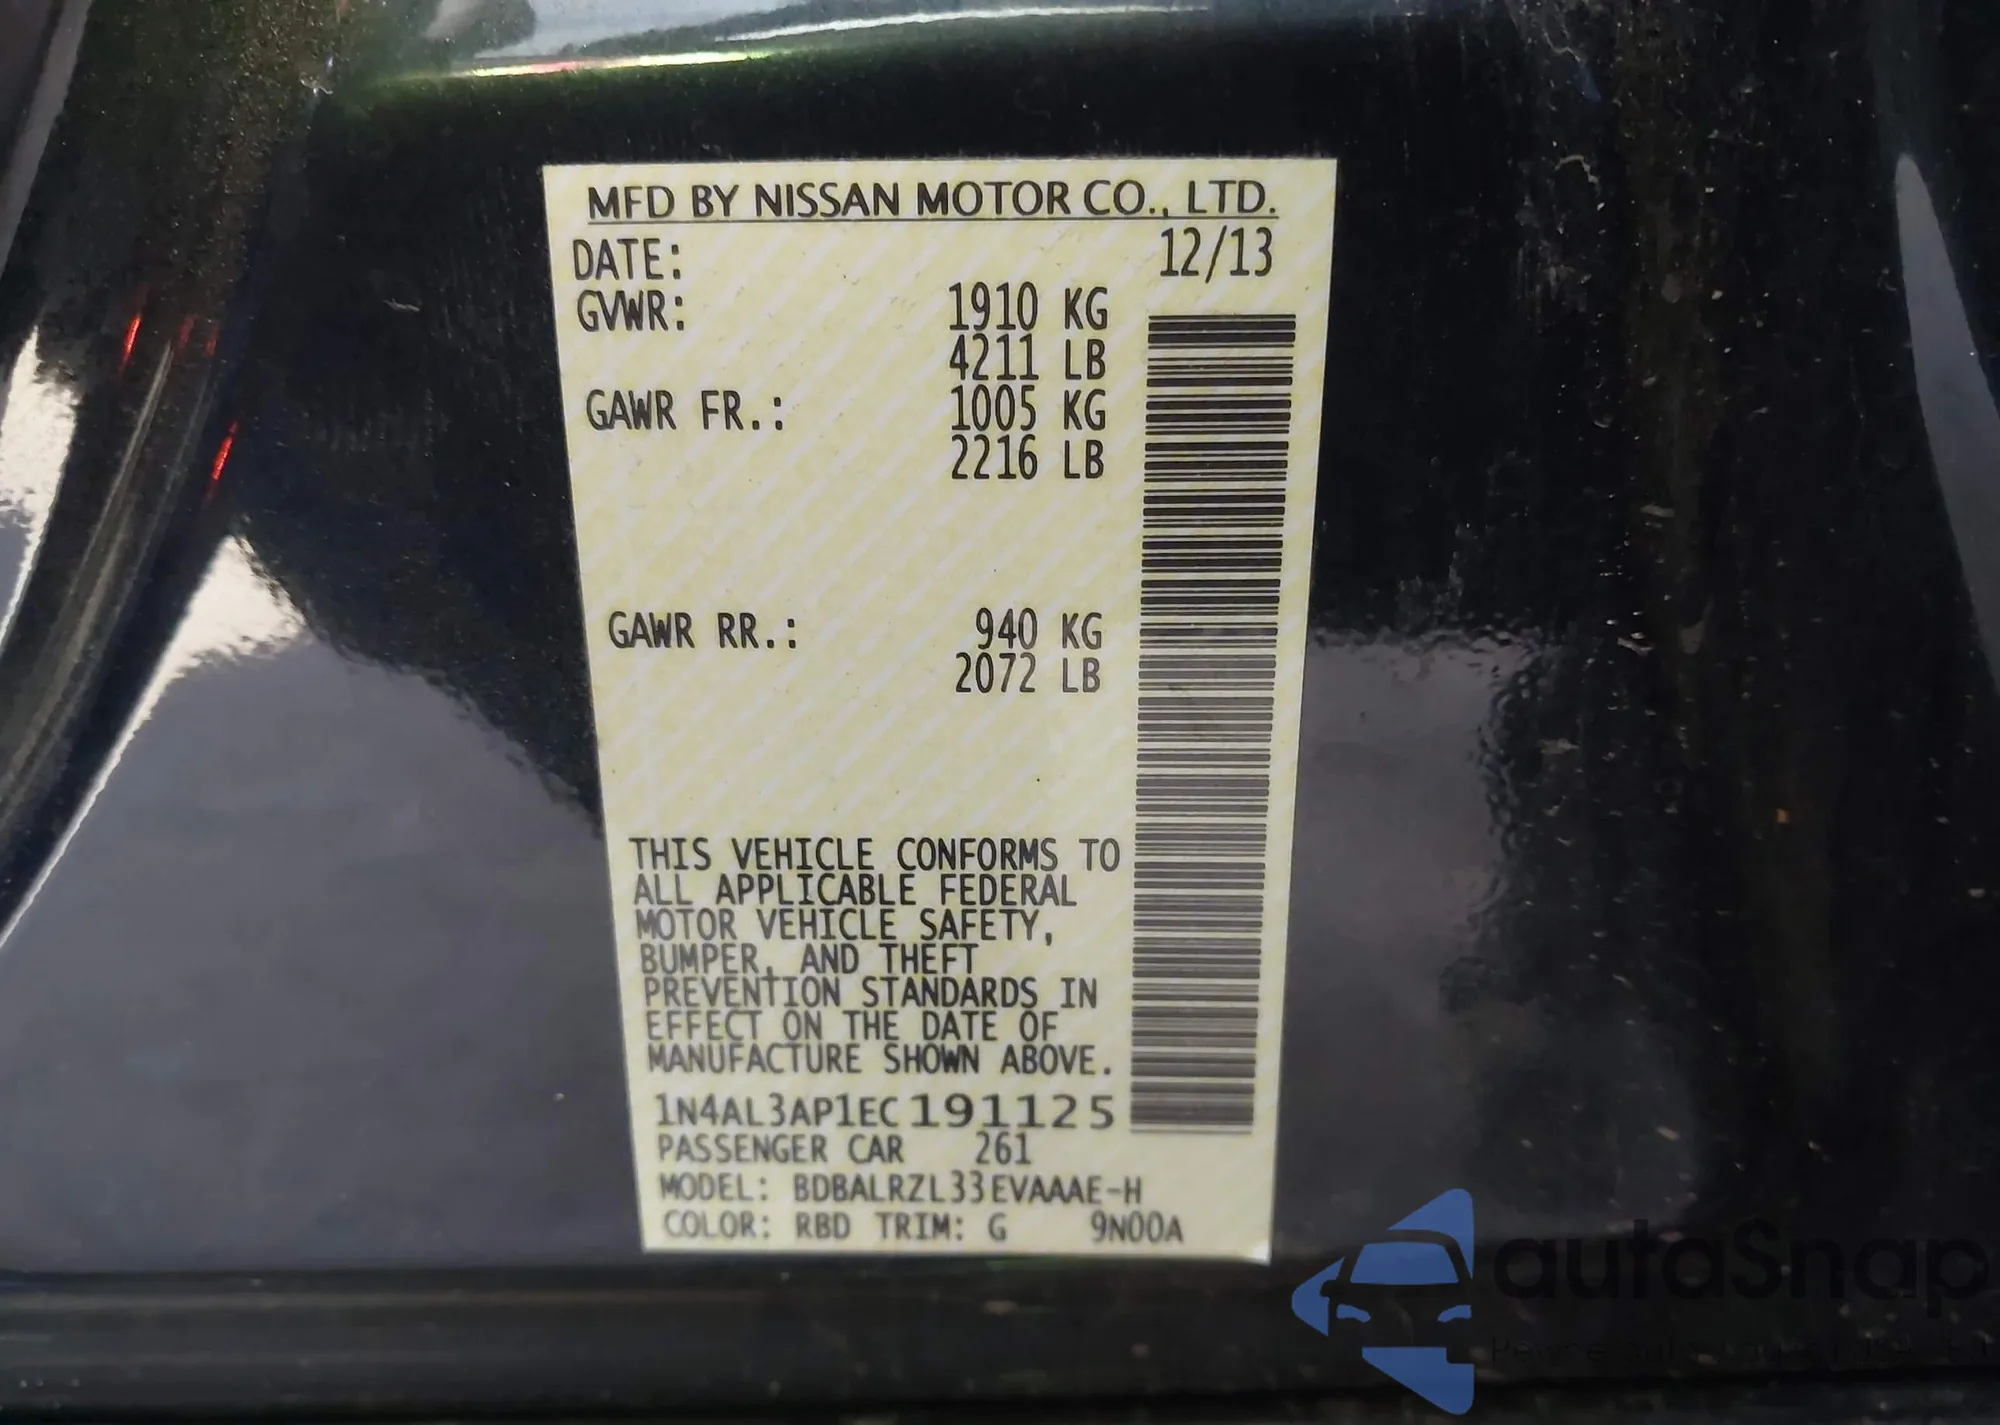 MFD BY NISSAN MOTOR CO., LTD.
DATE: 12/13
GVWR: 1910 KG
4211 LB
GAWR FR.: 1005 KG
2216 LB
GAWR RR.: 940 KG
2072 LB
THIS VEHICLE CONFORMS TO
ALL APPLICABLE FEDERAL
MOTOR VEHICLE SAFETY,
BUMPER, AND THEFT
PREVENTION STANDARDS IN
EFFECT ON THE DATE OF
MANUFACTURE SHOWN ABOVE.
1N4AL3AP1EC191125
PASSENGER CAR 261
MODEL: BDBALRZL33EVAAAE-H
COLOR: RBD TRIM: G 9N00A
autoSnap